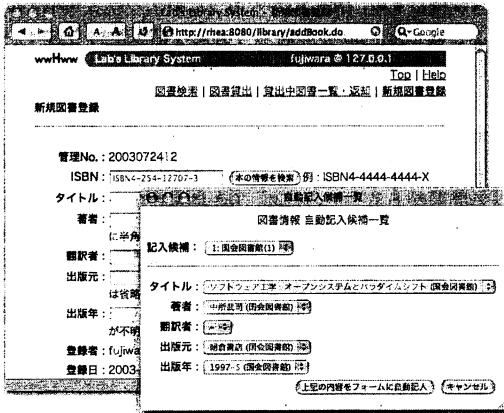 http://rhea:8080/library/addBook.do
Google
wwHww
Lab's Library System
fujiwara @ 127.0.0.1
Top | Help
図書検索 | 図書貸出 | 貸出中図書一覧・返却 | 新規図書登録
新規図書登録
管理No. : 2003072412
ISBN : ISBN4-254-12707-3 本の情報を検索 例 : ISBN4-4444-4444-X
タイトル :
著者 :
に半角
翻訳者 :
出版元 :
は省略
出版年 :
が不明
登録者 : fujiwa
登録日 : 2003-
自動記入候補一覧
図書情報 自動記入候補一覧
記入候補 : 1: 国会図書館(1)
タイトル : ソフトウェア工学 : オープンシステムとパラダイムシフト (国会図書館)
著者 : 中所武司 (国会図書館)
翻訳者 :
出版元 : 朝倉書店 (国会図書館)
出版年 : 1997-5 (国会図書館)
上記の内容をフォームに自動記入 キャンセル